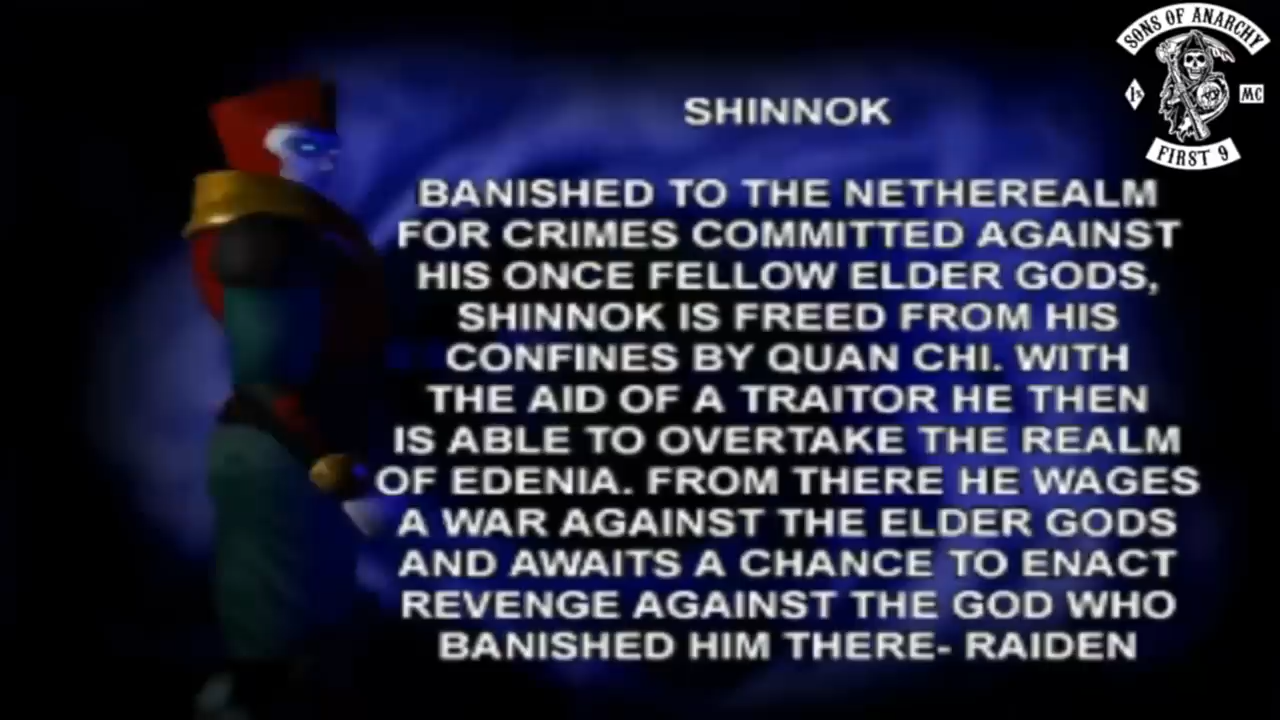 SONS OF ANARCHY
1s
MC
FIRST 9
SHINNOK
BANISHED TO THE NETHEREALM
FOR CRIMES COMMITTED AGAINST
HIS ONCE FELLOW ELDER GODS,
SHINNOK IS FREED FROM HIS
CONFINES BY QUAN CHI. WITH
THE AID OF A TRAITOR HE THEN
IS ABLE TO OVERTAKE THE REALM
OF EDENIA. FROM THERE HE WAGES
A WAR AGAINST THE ELDER GODS
AND AWAITS A CHANCE TO ENACT
REVENGE AGAINST THE GOD WHO
BANISHED HIM THERE- RAIDEN